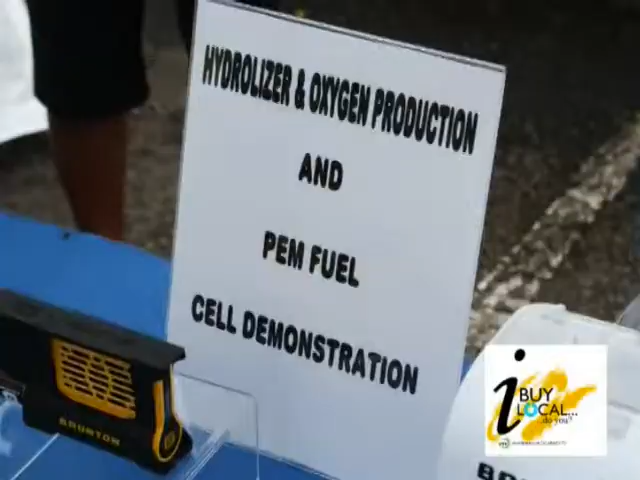 HYDROLIZER & OXYGEN PRODUCTION
AND
PEM FUEL
CELL DEMONSTRATION
BRUNTON
i BUY
LOCAL...
...do you?